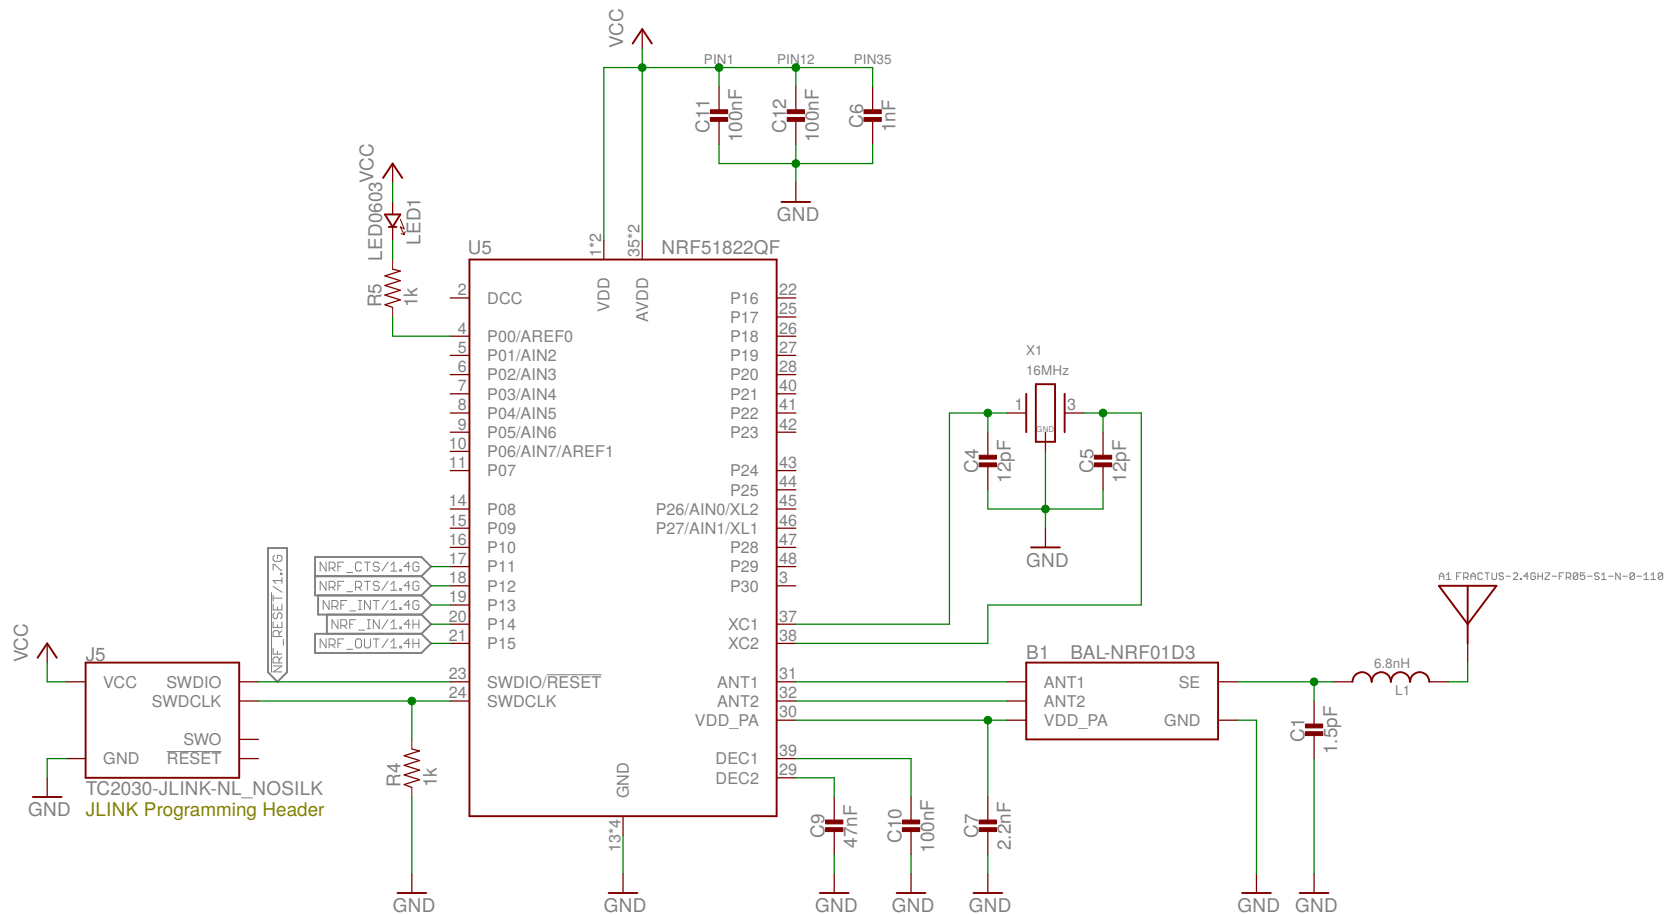 VCC
PIN1
PIN12
PIN35
C11
100nF
C12
100nF
C6
1nF
GND
VCC
LED0603
LED1
R5
1k
U5
NRF51822QF
1*2
35*2
VDD
AVDD
2 DCC
4 P00/AREF0
5 P01/AIN2
6 P02/AIN3
7 P03/AIN4
8 P04/AIN5
9 P05/AIN6
10 P06/AIN7/AREF1
11 P07
14 P08
15 P09
16 P10
17 P11
18 P12
19 P13
20 P14
21 P15
23 SWDIO/RESET
24 SWDCLK
P16 22
P17 25
P18 26
P19 27
P20 28
P21 40
P22 41
P23 42
P24 43
P25 44
P26/AIN0/XL2 45
P27/AIN1/XL1 46
P28 47
P29 48
P30 3
XC1 37
XC2 38
ANT1 31
ANT2 32
VDD_PA 30
DEC1 39
DEC2 29
GND
13*4
GND
NRF_CTS/1.4G
NRF_RTS/1.4G
NRF_INT/1.4G
NRF_IN/1.4H
NRF_OUT/1.4H
NRF_RESET/1.7G
VCC
J5
VCC SWDIO
SWDCLK
SWO
GND RESET
TC2030-JLINK-NL_NOSILK
JLINK Programming Header
GND
R4
1k
GND
X1
16MHz
1
3
GND
C4
12pF
C5
12pF
GND
B1 BAL-NRF01D3
ANT1 SE
ANT2
VDD_PA GND
C9
47nF
GND
C10
100nF
GND
C7
2.2nF
GND
GND
C1
1.5pF
GND
6.8nH
L1
A1 FRACTUS-2.4GHZ-FR05-S1-N-0-110